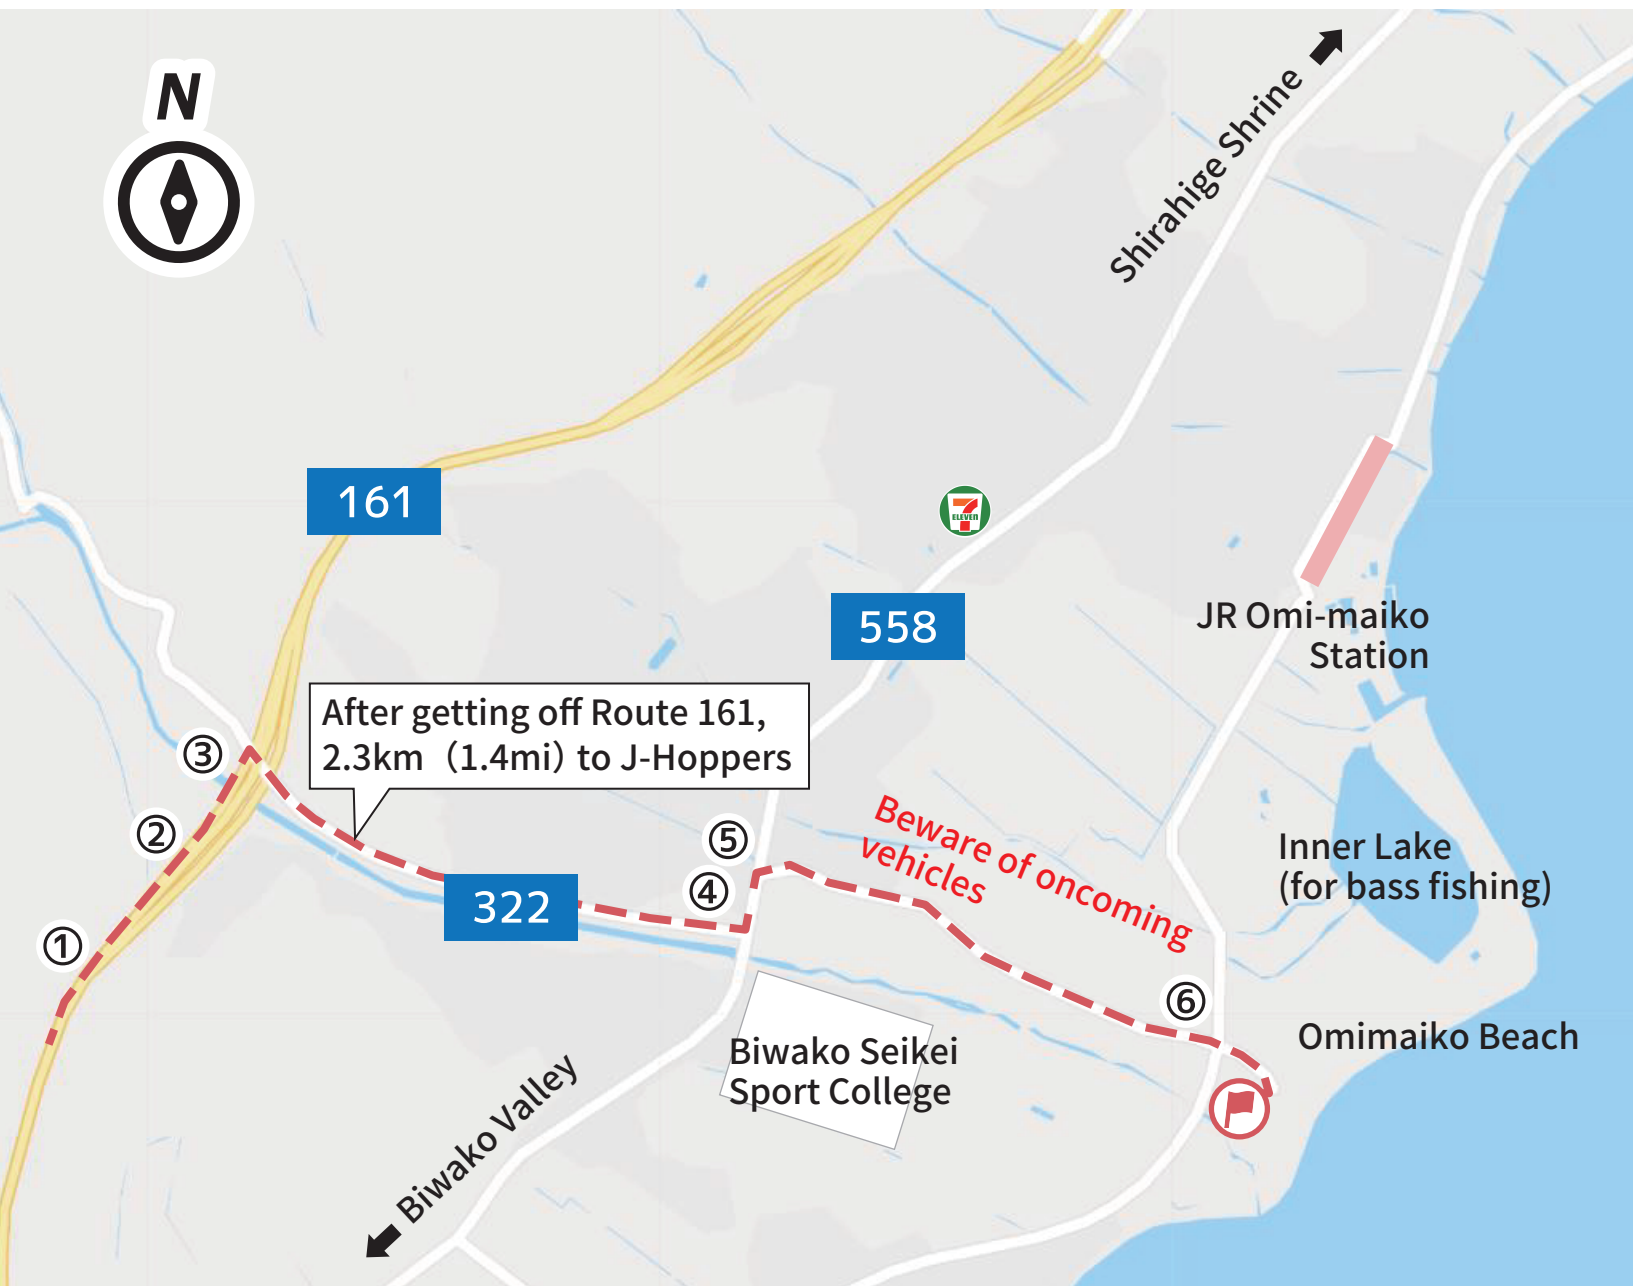 N
Shirahige Shrine
161
7
ELEVEN
558
JR Omi-maiko
Station
After getting off Route 161,
2.3km（1.4mi）to J-Hoppers
③
②
⑤
④
①
Beware of oncoming
vehicles
Inner Lake
(for bass fishing)
322
⑥
Omimaiko Beach
Biwako Seikei
Sport College
Biwako Valley